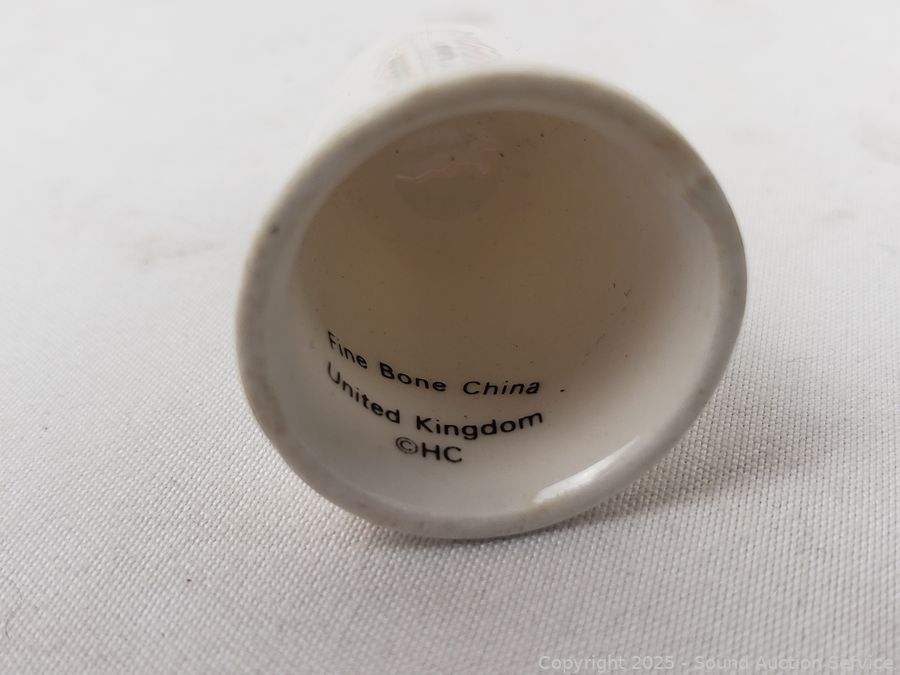 Fine Bone China
United Kingdom
©HC
Copyright 2025 - Sound Auction Service